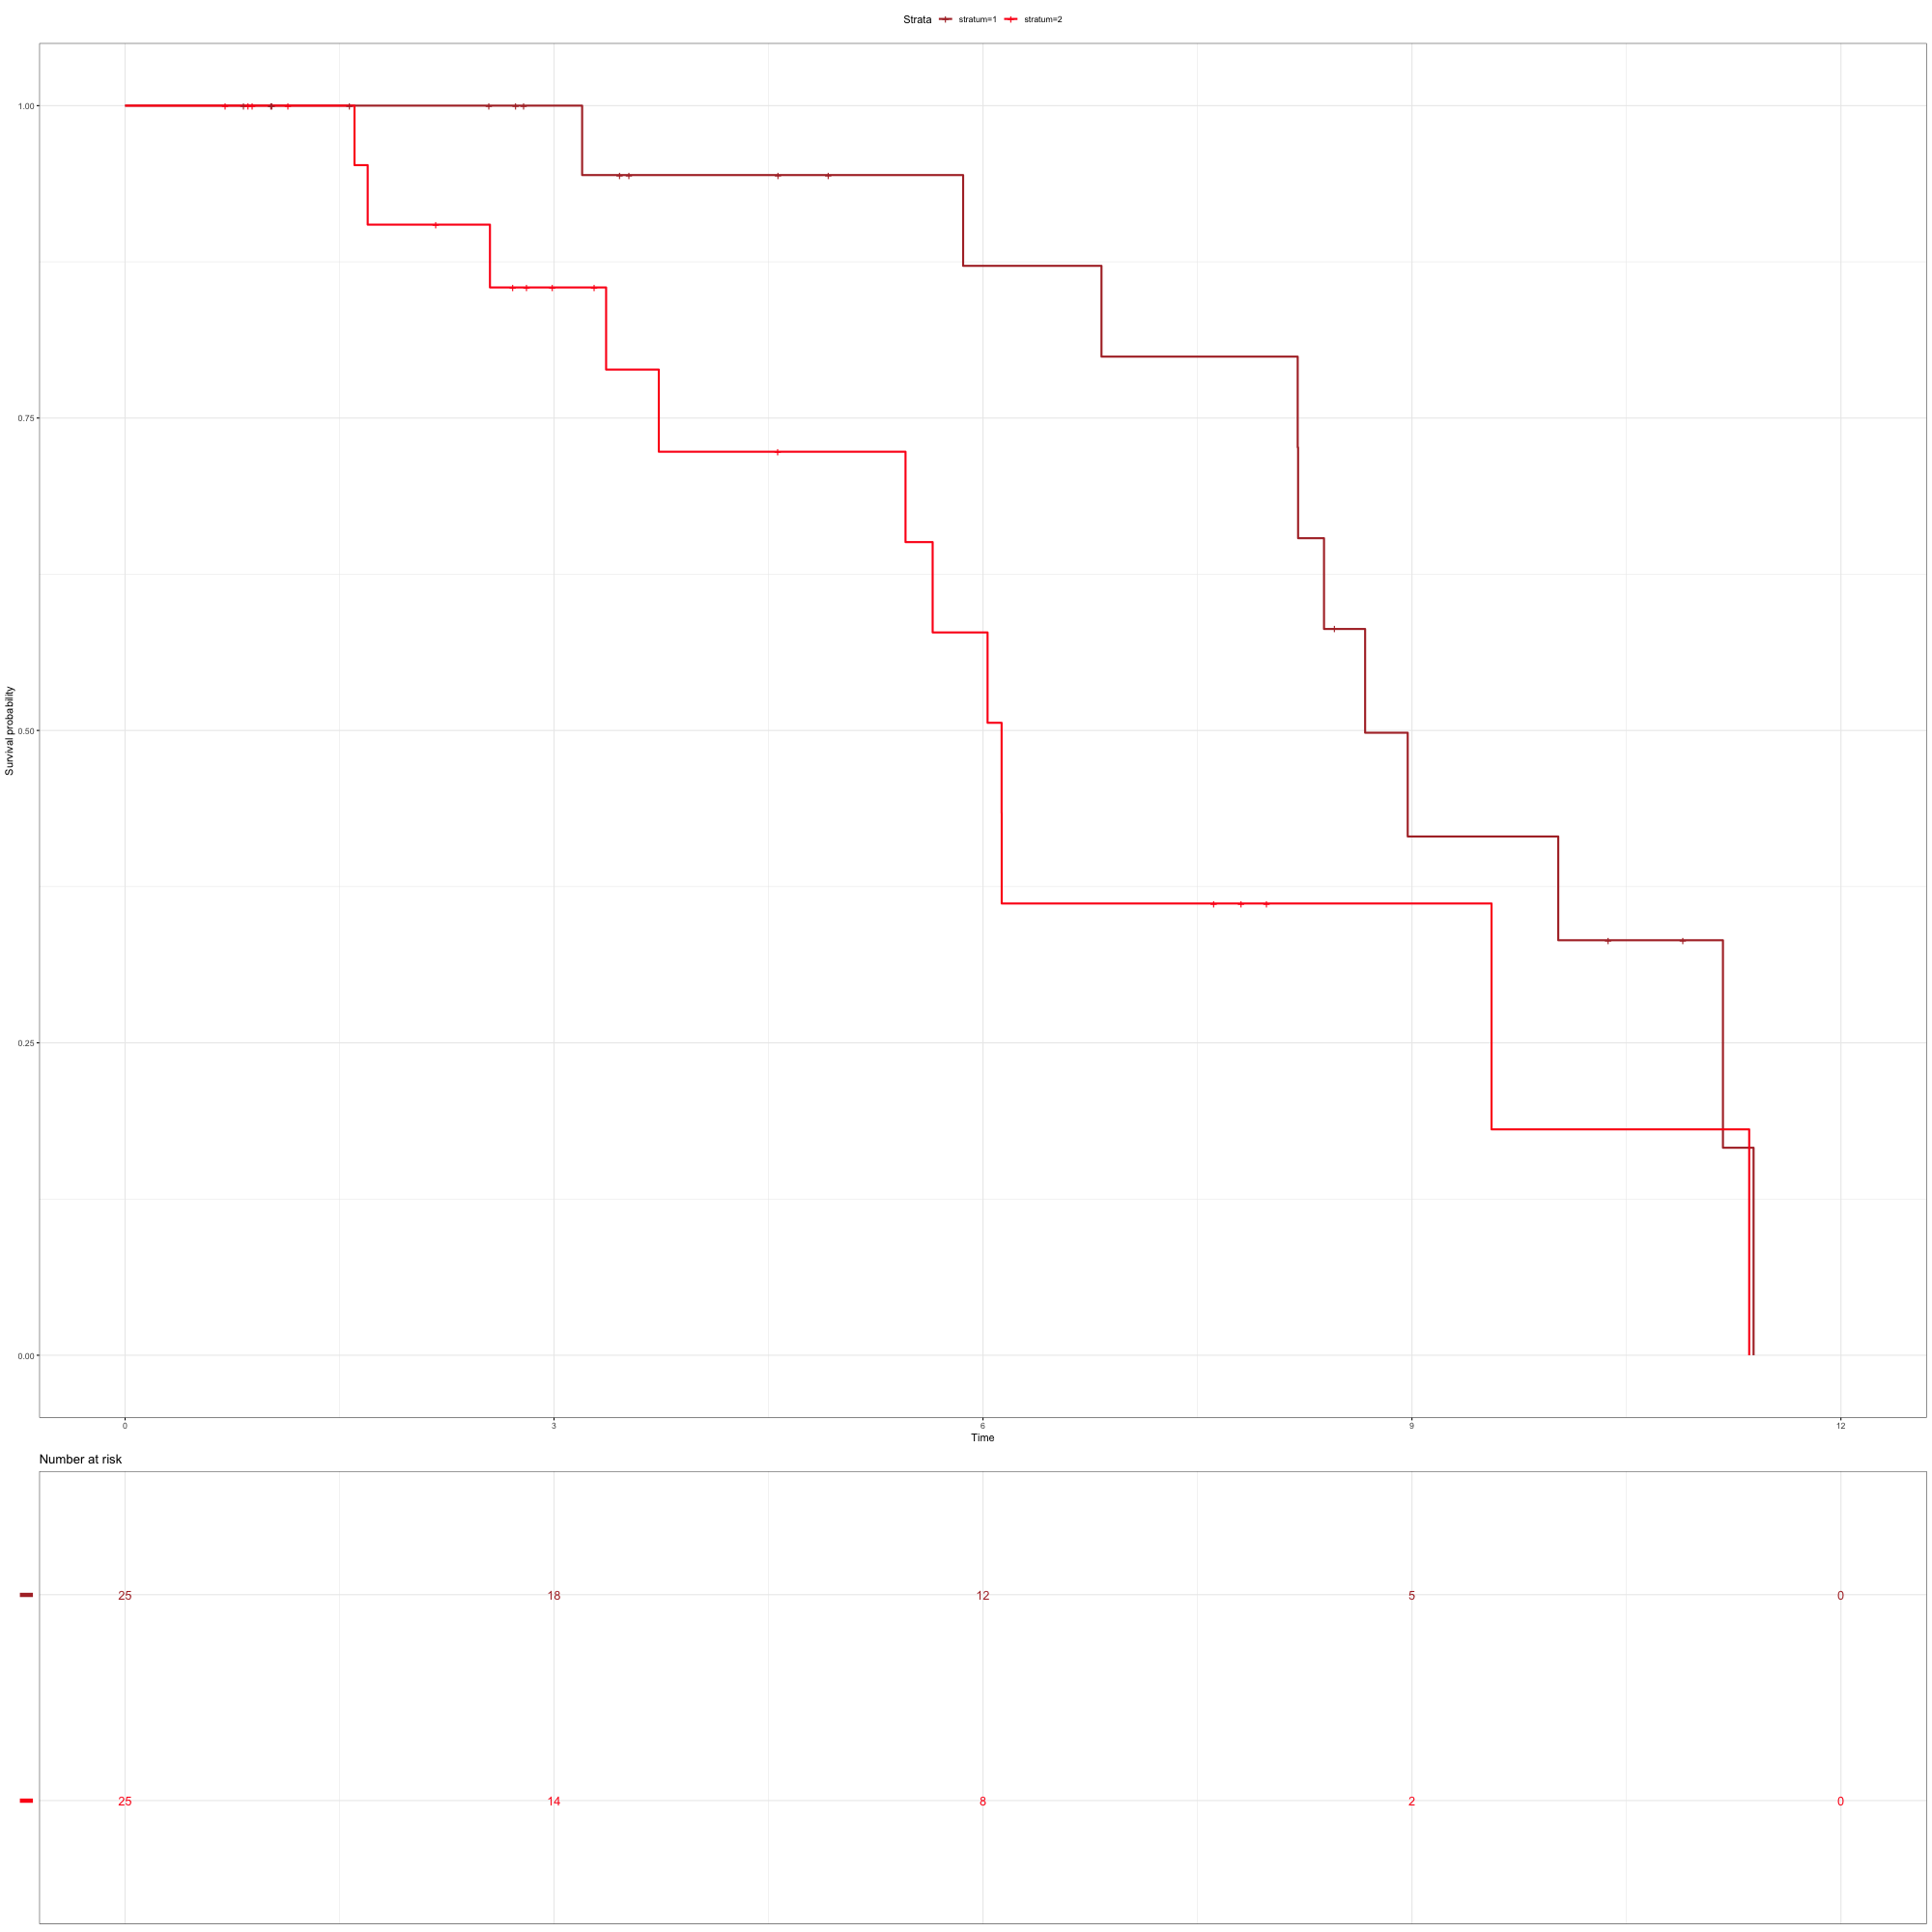 Strata stratum=1 stratum=2
1.00
0.75
0.50
0.25
0.00
Survival probability
0 3 6 9 12
Time
Number at risk
25 18 12 5 0
25 14 8 2 0